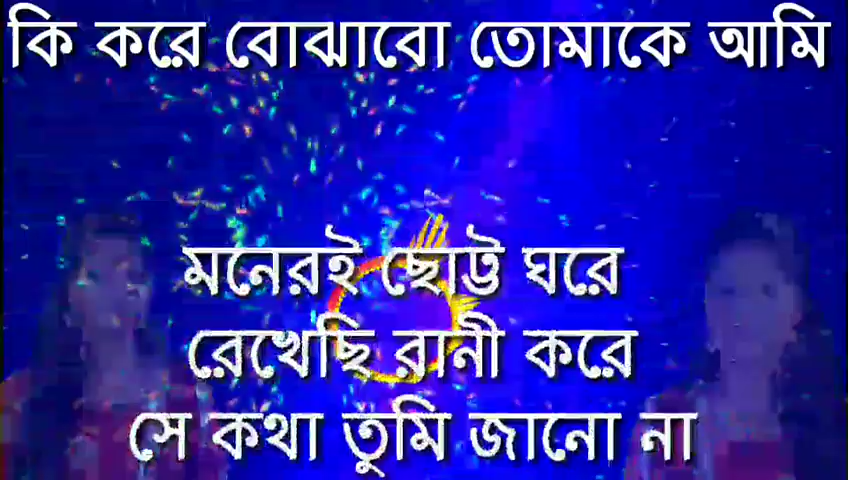 কি করে বোঝাবো তোমাকে আমি
মনেরই ছোট্ট ঘরে
রেখেছি রানী করে
সে কথা তুমি জানো না